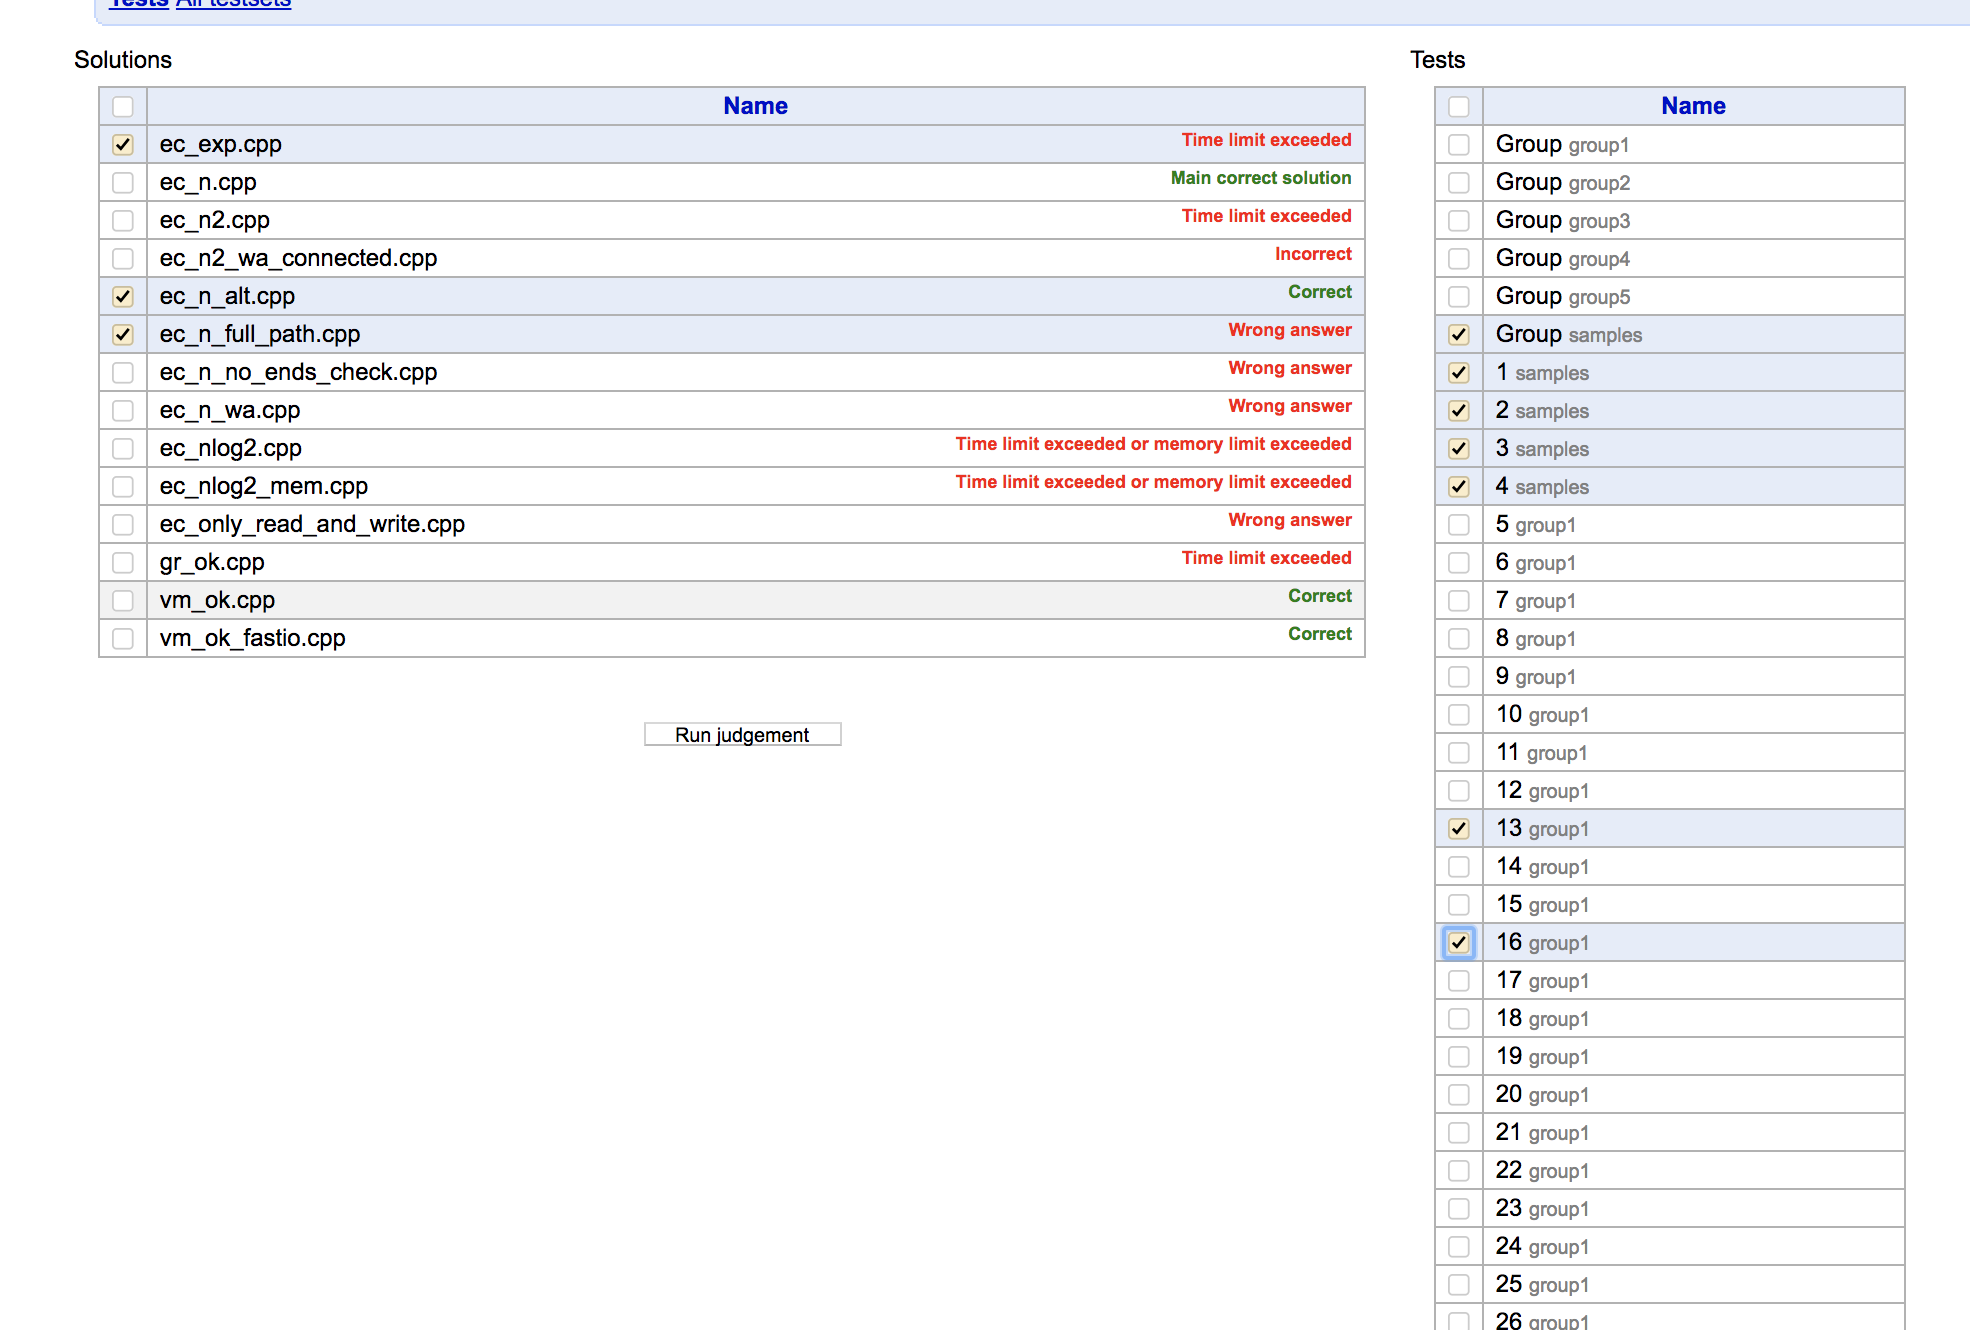 Tests All testsets
Solutions
Name
ec_exp.cpp Time limit exceeded
ec_n.cpp Main correct solution
ec_n2.cpp Time limit exceeded
ec_n2_wa_connected.cpp Incorrect
ec_n_alt.cpp Correct
ec_n_full_path.cpp Wrong answer
ec_n_no_ends_check.cpp Wrong answer
ec_n_wa.cpp Wrong answer
ec_nlog2.cpp Time limit exceeded or memory limit exceeded
ec_nlog2_mem.cpp Time limit exceeded or memory limit exceeded
ec_only_read_and_write.cpp Wrong answer
gr_ok.cpp Time limit exceeded
vm_ok.cpp Correct
vm_ok_fastio.cpp Correct
Run judgement
Tests
Name
Group group1
Group group2
Group group3
Group group4
Group group5
Group samples
1 samples
2 samples
3 samples
4 samples
5 group1
6 group1
7 group1
8 group1
9 group1
10 group1
11 group1
12 group1
13 group1
14 group1
15 group1
16 group1
17 group1
18 group1
19 group1
20 group1
21 group1
22 group1
23 group1
24 group1
25 group1
26 group1